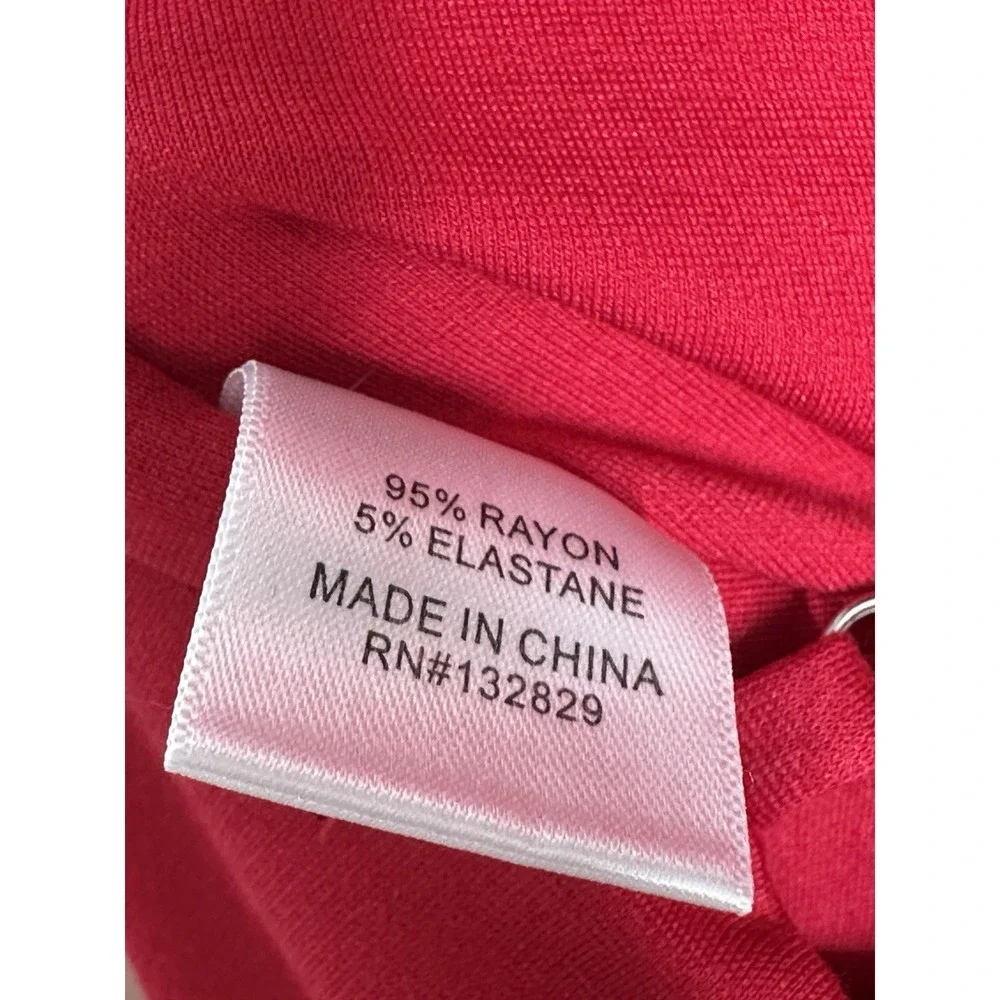 95% RAYON
5% ELASTANE
MADE IN CHINA
RN#132829